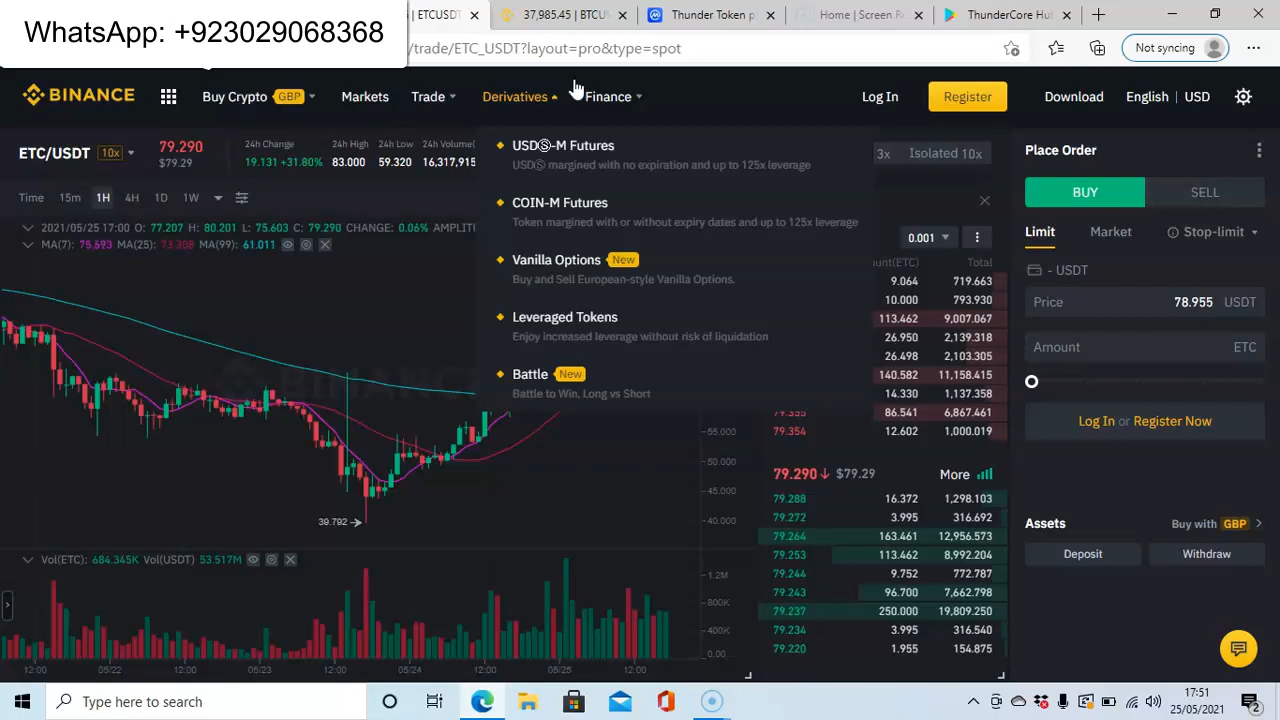 WhatsApp: +923029068368
ETCUSDT
37,985.45 | BTCUS
Thunder Token p
Home | Screen R
ThunderCore Hu
/trade/ETC_USDT?layout=pro&type=spot
Not syncing
BINANCE
Buy Crypto GBP
Markets
Trade
Derivatives
Finance
Log In
Register
Download
English | USD
ETC/USDT 10x
79.290
$79.29
24h Change
19.131 +31.80%
24h High
83.000
24h Low
59.320
24h Volume(
16,317,915
3x Isolated 10x
USDⓈ-M Futures
USDⓈ margined with no expiration and up to 125x leverage
COIN-M Futures
Token margined with or without expiry dates and up to 125x leverage
Vanilla Options New
Buy and Sell European-style Vanilla Options.
Leveraged Tokens
Enjoy increased leverage without risk of liquidation
Battle New
Battle to Win, Long vs Short
Time 15m 1H 4H 1D 1W
2021/05/25 17:00 O: 77.207 H: 80.201 L: 75.603 C: 79.290 CHANGE: 0.06% AMPLIT
MA(7): 75.693 MA(25): 73.308 MA(99): 61.011
BINANCE
39.792
55.000
50.000
45.000
40.000
Vol(ETC): 684.345K Vol(USDT) 53.517M
1.2M
800K
400K
0.00
12:00 05/22 12:00 05/23 12:00 05/24 12:00 05/25 12:00
0.001
unt(ETC) Total
9.064 719.663
10.000 793.930
113.462 9,007.067
26.950 2,139.318
26.498 2,103.305
140.582 11,158.415
14.330 1,137.358
79.355 86.541 6,867.461
79.354 12.602 1,000.019
79.290 $79.29 More
79.288 16.372 1,298.103
79.272 3.995 316.692
79.264 163.461 12,956.573
79.253 113.462 8,992.204
79.244 9.752 772.787
79.243 96.700 7,662.798
79.237 250.000 19,809.250
79.234 3.995 316.540
79.220 1.955 154.875
Place Order
BUY SELL
Limit Market Stop-limit
- USDT
Price 78.955 USDT
Amount ETC
Log In or Register Now
Assets Buy with GBP
Deposit Withdraw
Type here to search
17:51
25/05/2021
2